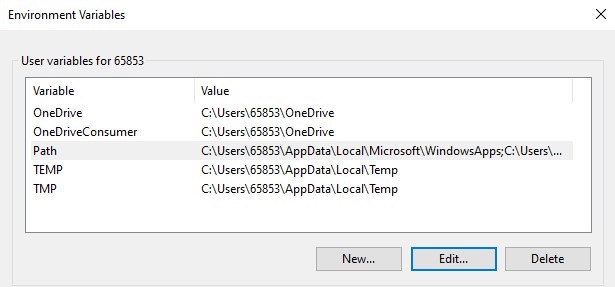 Environment Variables
User variables for 65853
Variable Value
OneDrive C:\Users\65853\OneDrive
OneDriveConsumer C:\Users\65853\OneDrive
Path C:\Users\65853\AppData\Local\Microsoft\WindowsApps;C:\Users\...
TEMP C:\Users\65853\AppData\Local\Temp
TMP C:\Users\65853\AppData\Local\Temp
New... Edit... Delete